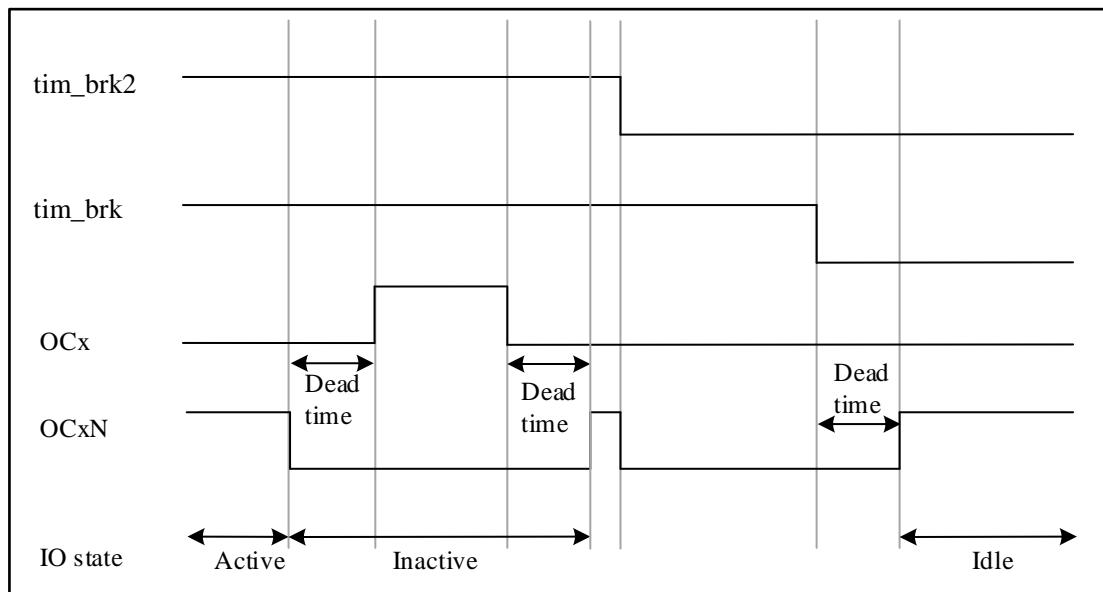 tim_brk2
tim_brk
OCx
Dead
time
Dead
time
Dead
time
OCxN
IO state
Active
Inactive
Idle